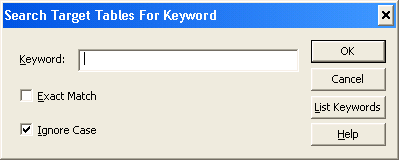 Search Target Tables For Keyword
Keyword:
OK
Cancel
Exact Match
List Keywords
Ignore Case
Help